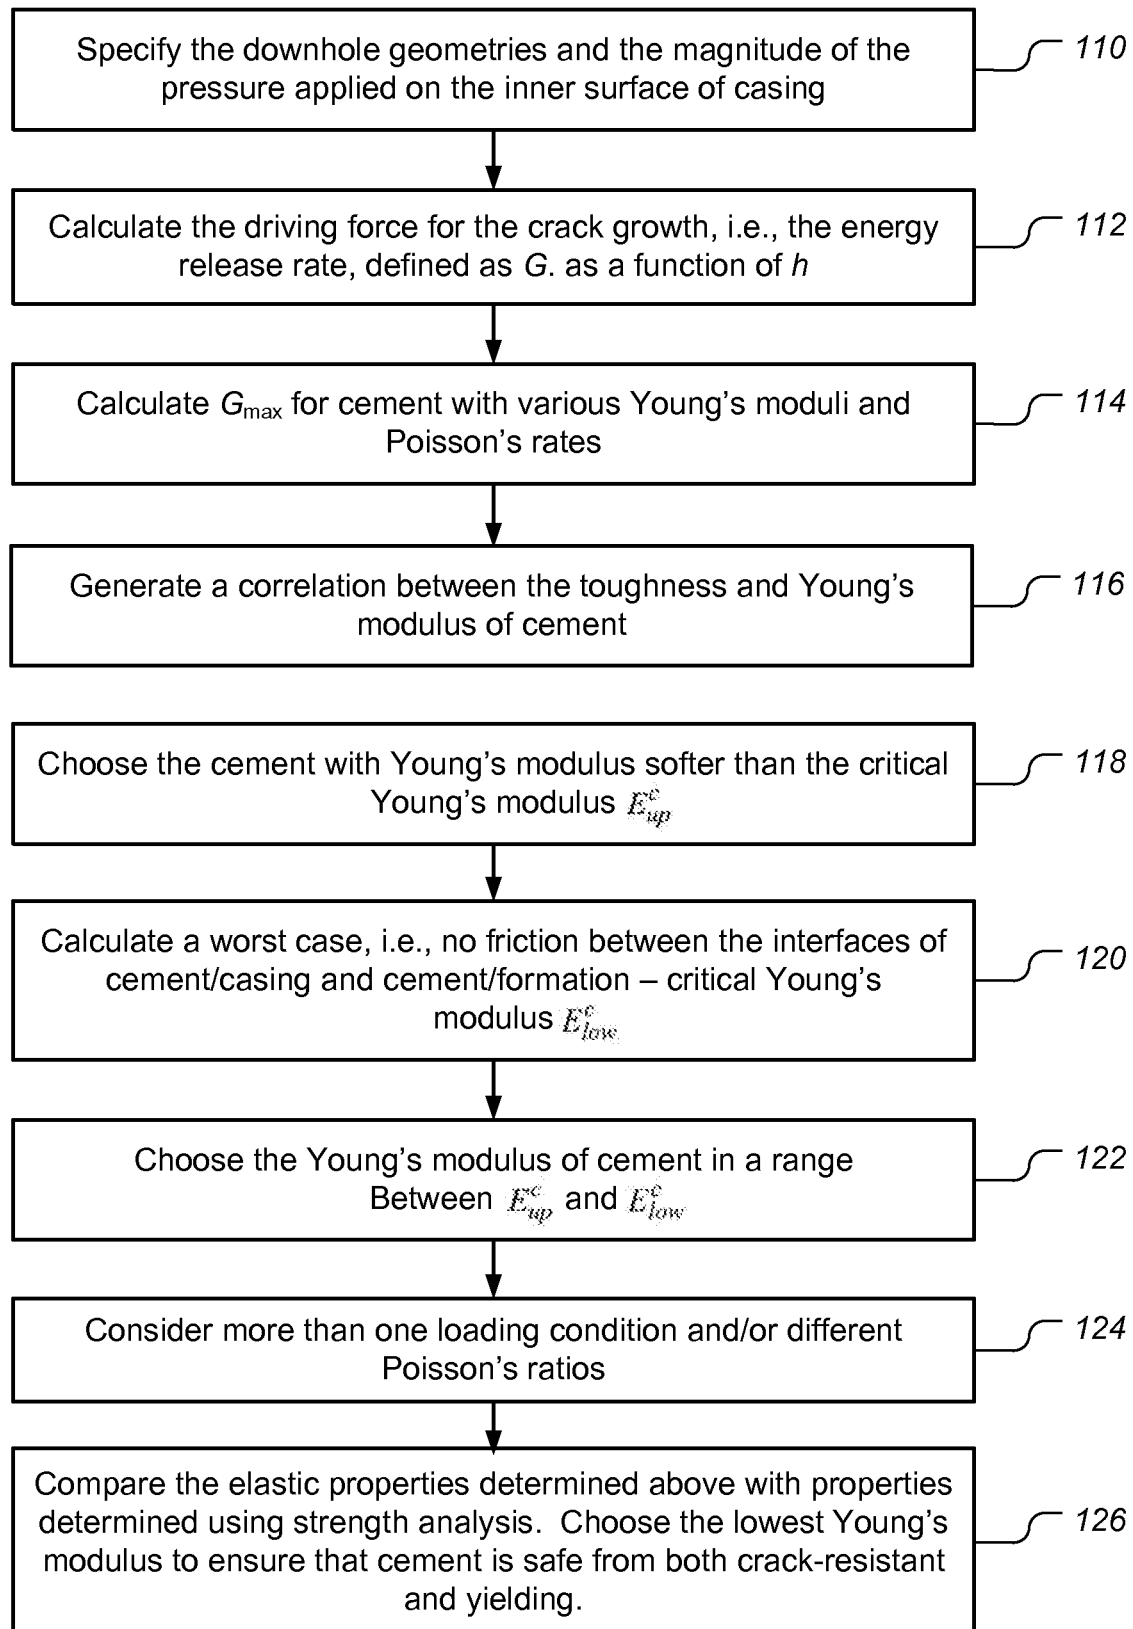 Specify the downhole geometries and the magnitude of the
pressure applied on the inner surface of casing
110
Calculate the driving force for the crack growth, i.e., the energy
release rate, defined as G. as a function of h
112
Calculate Gmax for cement with various Young's moduli and
Poisson's rates
114
Generate a correlation between the toughness and Young's
modulus of cement
116
Choose the cement with Young's modulus softer than the critical
Young's modulus E^c_up
118
Calculate a worst case, i.e., no friction between the interfaces of
cement/casing and cement/formation – critical Young's
modulus E^c_low
120
Choose the Young's modulus of cement in a range
Between E^c_up and E^c_low
122
Consider more than one loading condition and/or different
Poisson's ratios
124
Compare the elastic properties determined above with properties
determined using strength analysis. Choose the lowest Young's
modulus to ensure that cement is safe from both crack-resistant
and yielding.
126